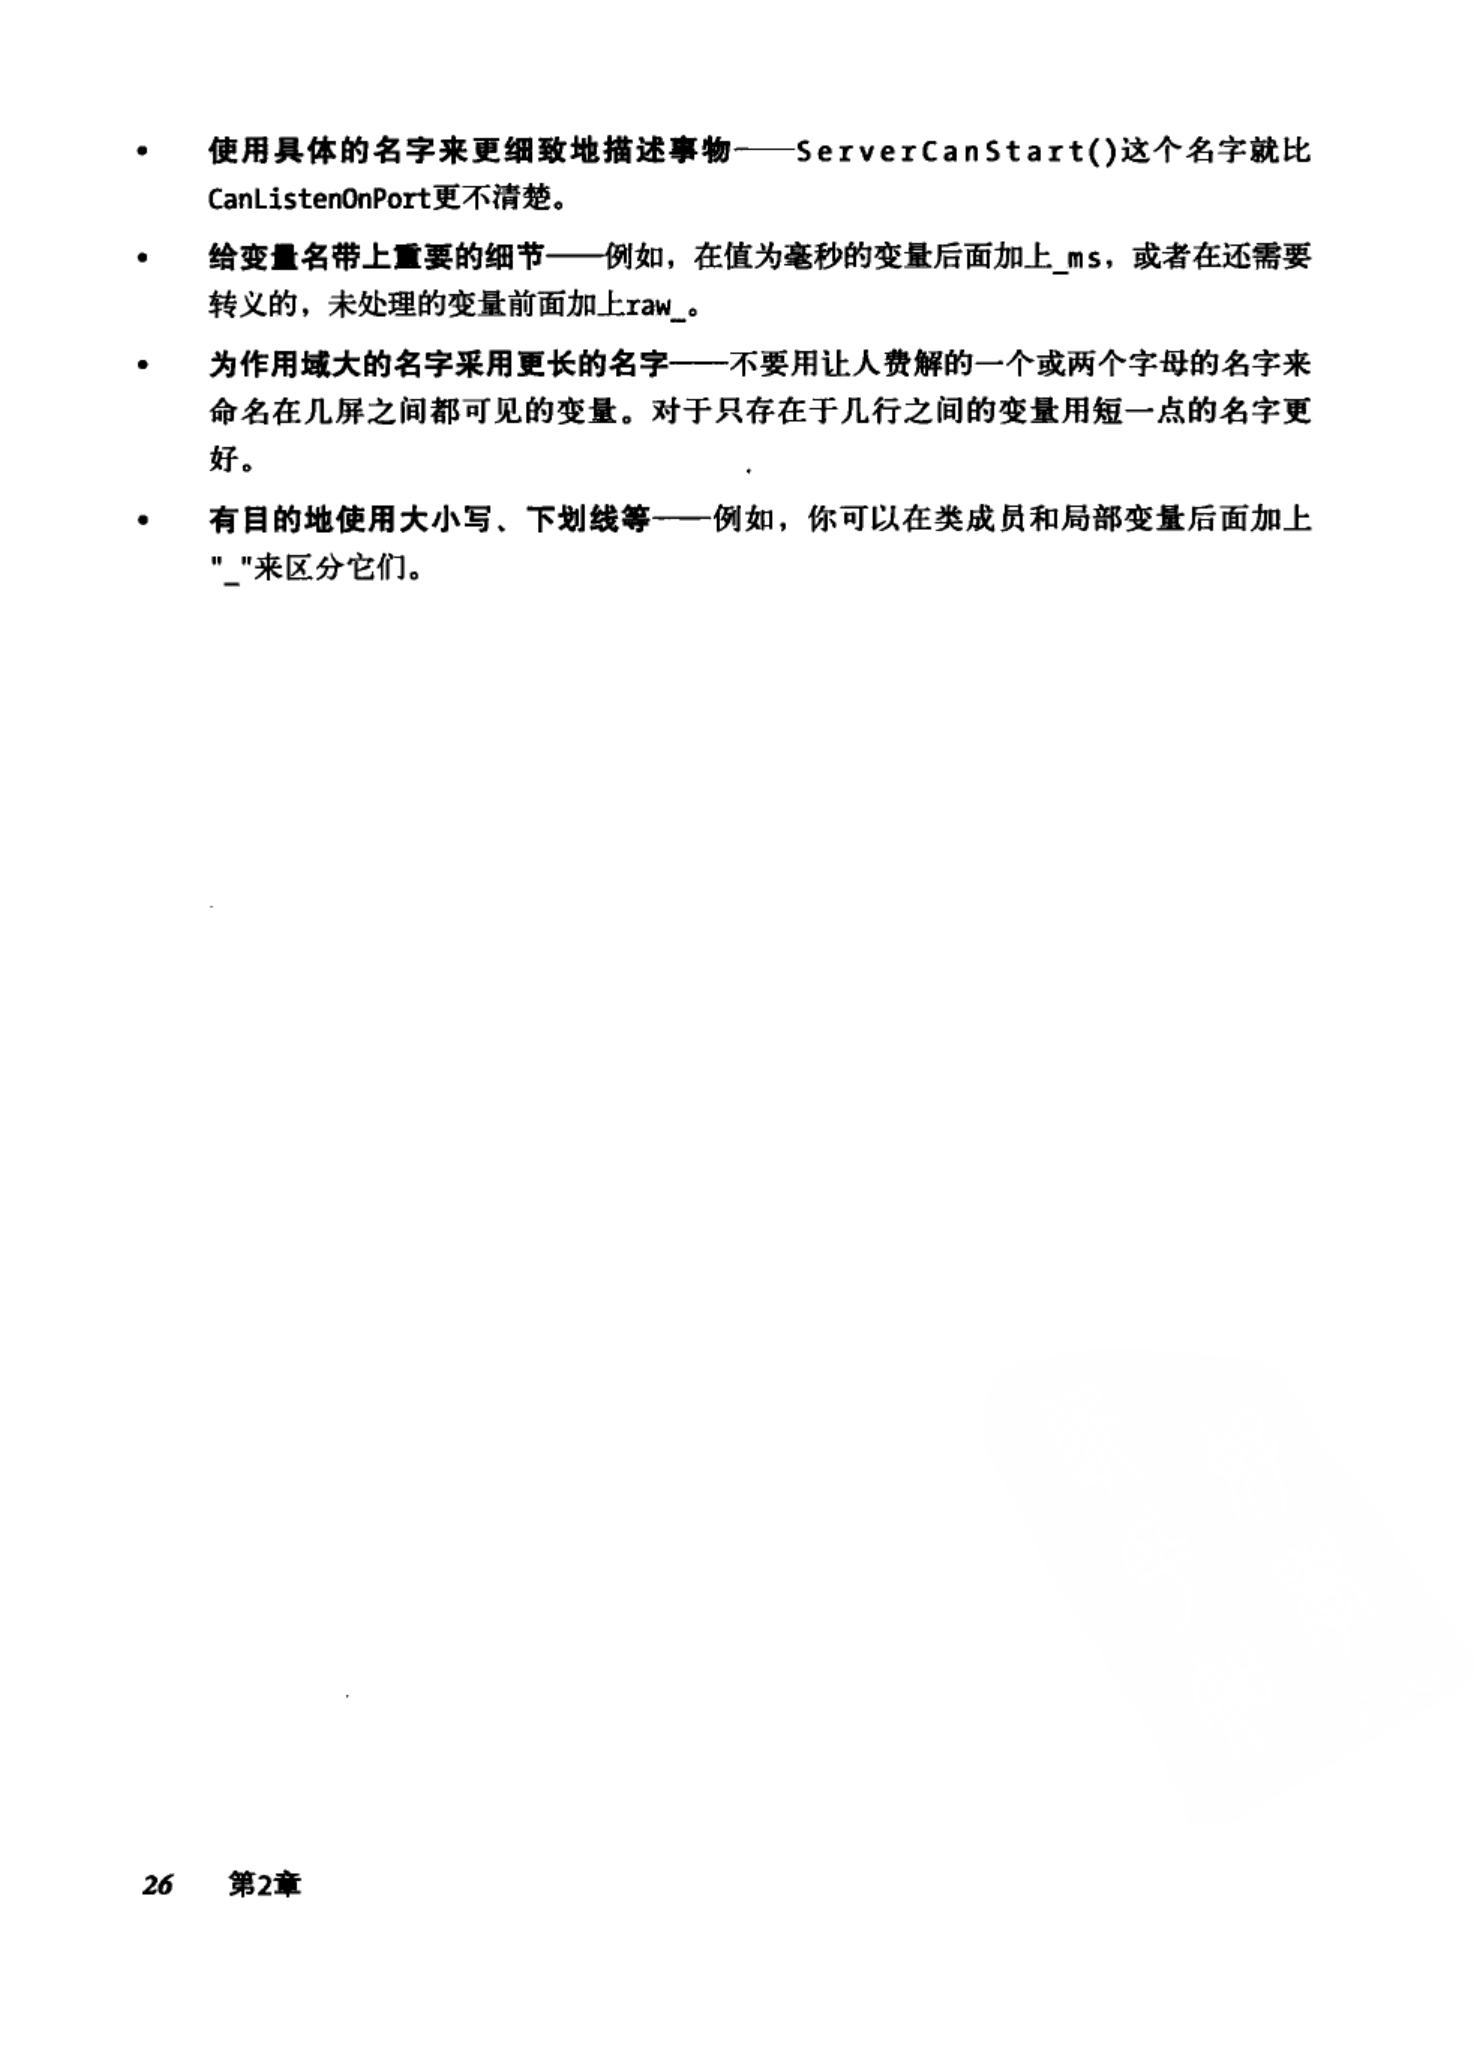 • 使用具体的名字来更细致地描述事物——ServerCanStart()这个名字就比
CanListenOnPort更不清楚。
• 给变量名带上重要的细节——例如，在值为毫秒的变量后面加上_ms，或者在还需要
转义的，未处理的变量前面加上raw_。
• 为作用域大的名字采用更长的名字——不要用让人费解的一个或两个字母的名字来
命名在几屏之间都可见的变量。对于只存在于几行之间的变量用短一点的名字更
好。
• 有目的地使用大小写、下划线等——例如，你可以在类成员和局部变量后面加上
"_"来区分它们。
26 第2章